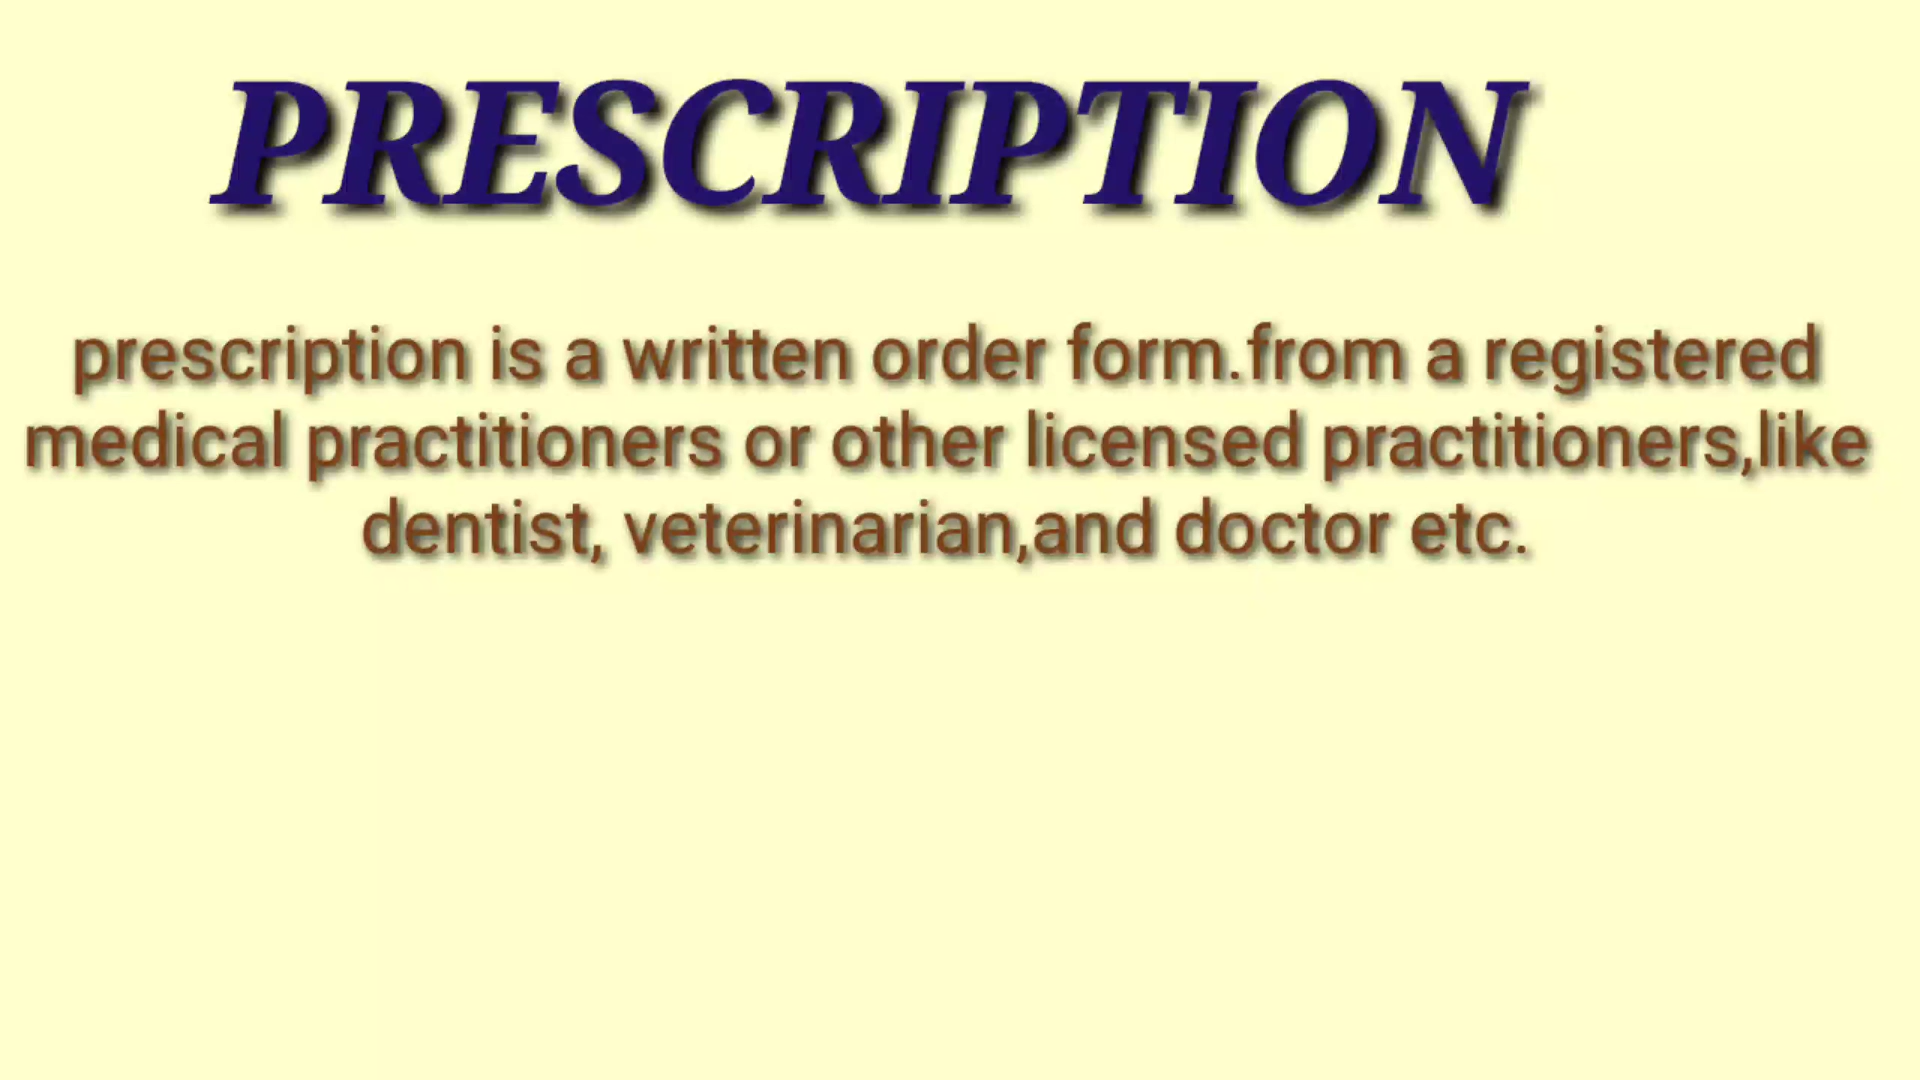 PRESCRIPTION
prescription is a written order form.from a registered
medical practitioners or other licensed practitioners,like
dentist, veterinarian,and doctor etc.